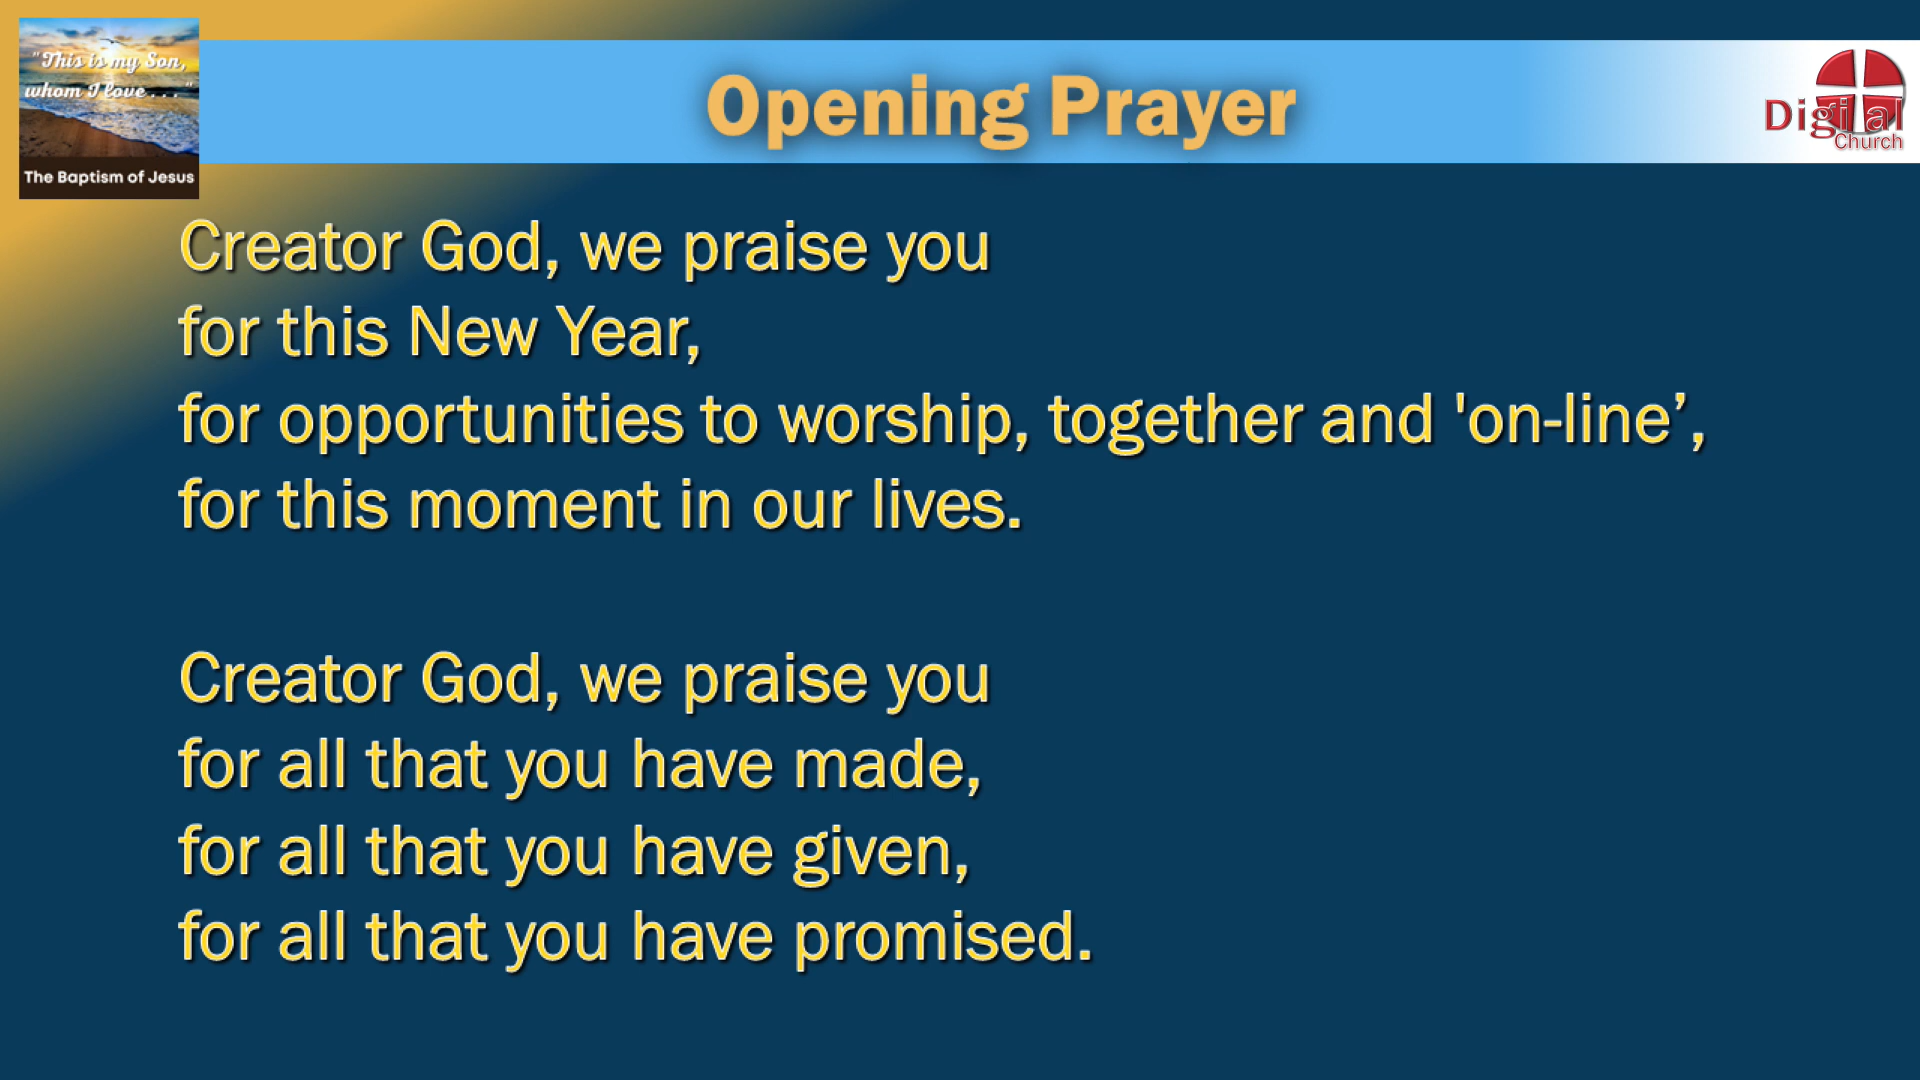 "This is my Son,
whom I love . . ."
The Baptism of Jesus
Opening Prayer
Digital
Church
Creator God, we praise you
for this New Year,
for opportunities to worship, together and 'on-line’,
for this moment in our lives.
Creator God, we praise you
for all that you have made,
for all that you have given,
for all that you have promised.